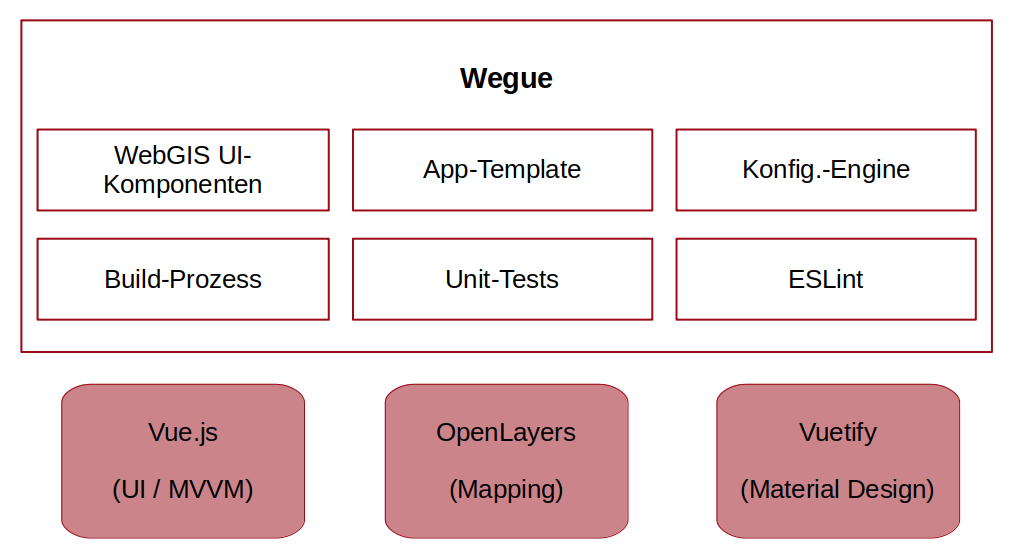 Wegue
WebGIS UI-
Komponenten
App-Template
Konfig.-Engine
Build-Prozess
Unit-Tests
ESLint
Vue.js
(UI / MVVM)
OpenLayers
(Mapping)
Vuetify
(Material Design)